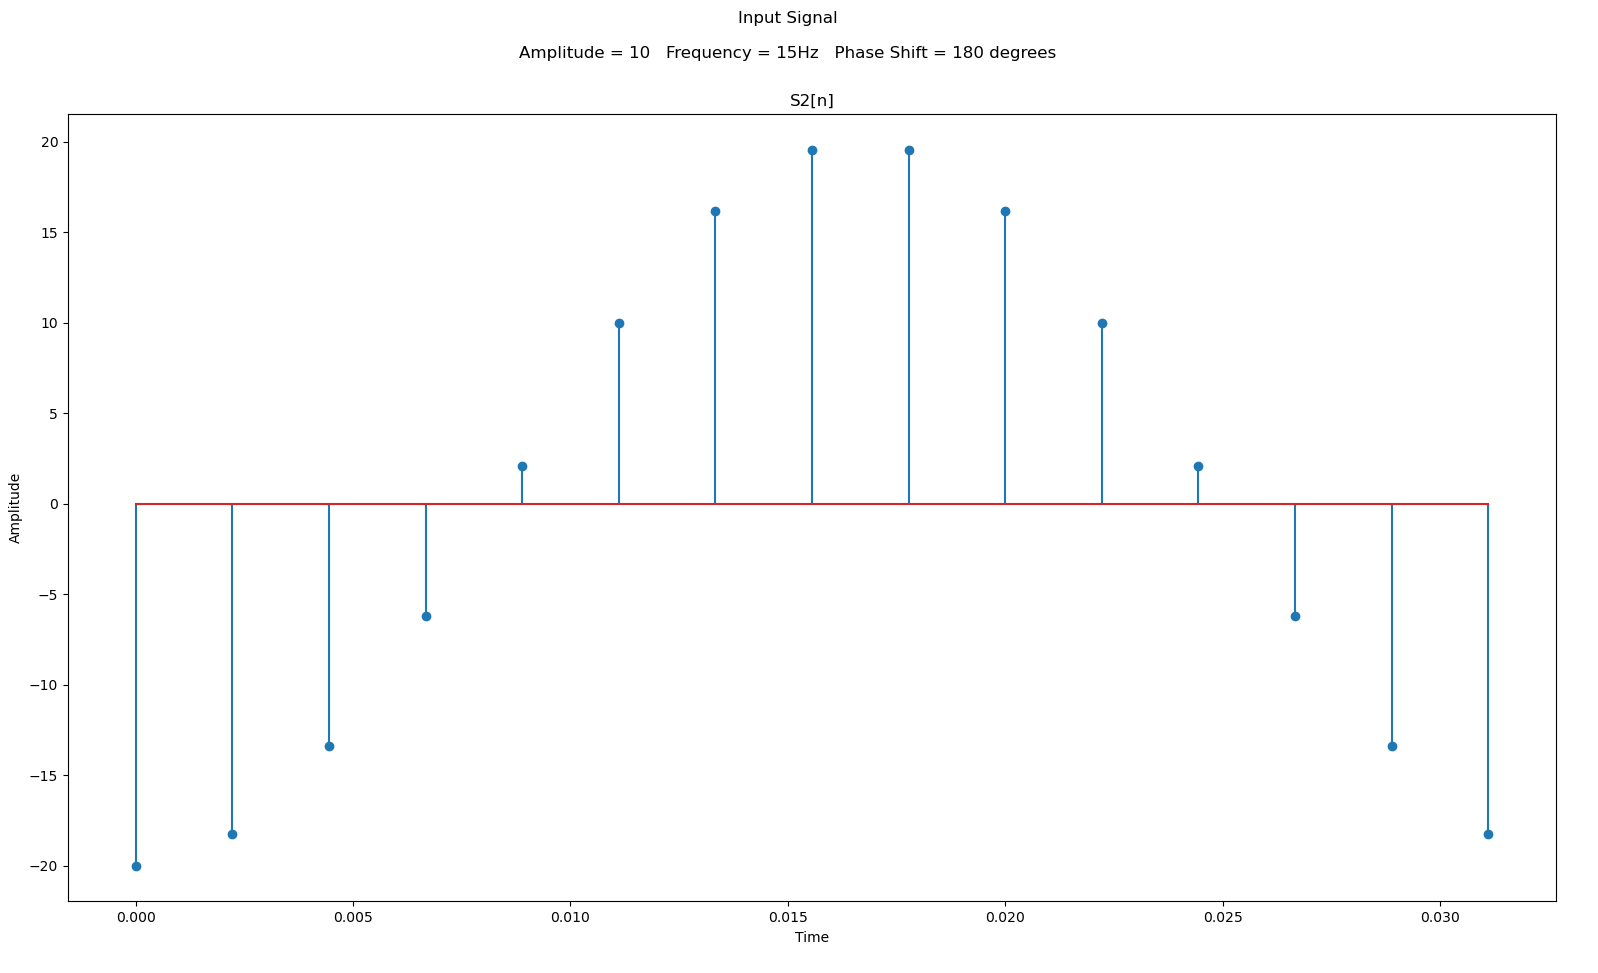 Input Signal
Amplitude = 10   Frequency = 15Hz   Phase Shift = 180 degrees
S2[n]
20
15
10
5
0
−5
−10
−15
−20
Amplitude
0.000 0.005 0.010 0.015 0.020 0.025 0.030
Time